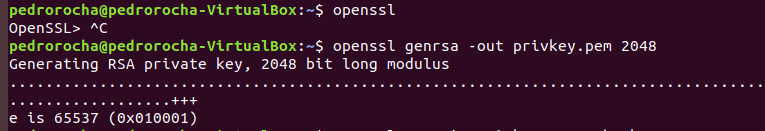 pedrorocha@pedrorocha-VirtualBox:~$ openssl
OpenSSL> ^C
pedrorocha@pedrorocha-VirtualBox:~$ openssl genrsa -out privkey.pem 2048
Generating RSA private key, 2048 bit long modulus
...............................................................................................
..................+++
e is 65537 (0x010001)